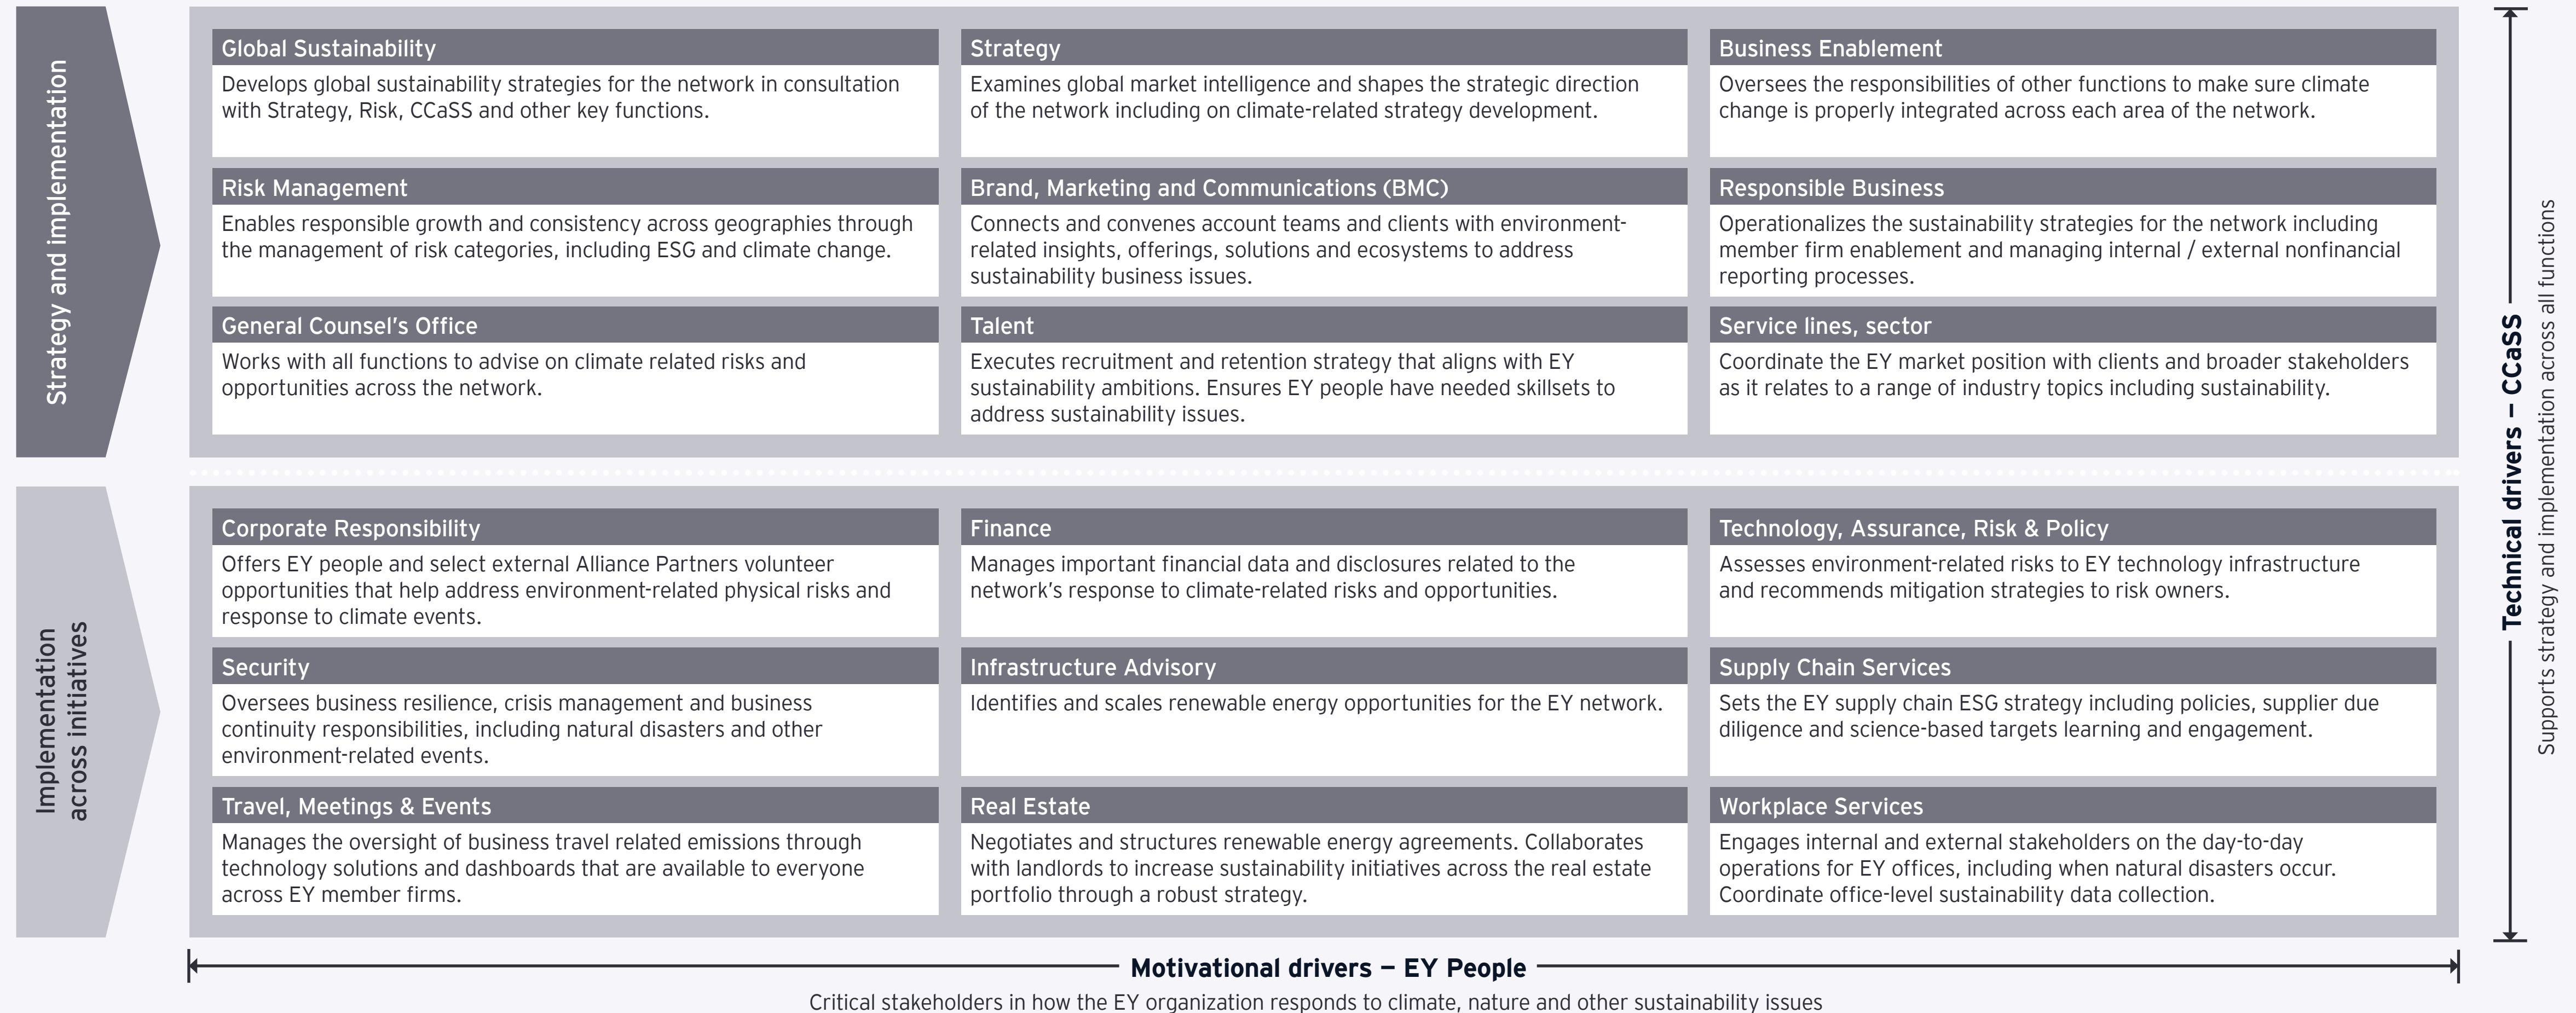 Strategy and implementation
Global Sustainability
Develops global sustainability strategies for the network in consultation
with Strategy, Risk, CCaSS and other key functions.
Strategy
Examines global market intelligence and shapes the strategic direction
of the network including on climate-related strategy development.
Business Enablement
Oversees the responsibilities of other functions to make sure climate
change is properly integrated across each area of the network.
Risk Management
Enables responsible growth and consistency across geographies through
the management of risk categories, including ESG and climate change.
Brand, Marketing and Communications (BMC)
Connects and convenes account teams and clients with environment-
related insights, offerings, solutions and ecosystems to address
sustainability business issues.
Responsible Business
Operationalizes the sustainability strategies for the network including
member firm enablement and managing internal / external nonfinancial
reporting processes.
General Counsel’s Office
Works with all functions to advise on climate related risks and
opportunities across the network.
Talent
Executes recruitment and retention strategy that aligns with EY
sustainability ambitions. Ensures EY people have needed skillsets to
address sustainability issues.
Service lines, sector
Coordinate the EY market position with clients and broader stakeholders
as it relates to a range of industry topics including sustainability.
Implementation
across initiatives
Corporate Responsibility
Offers EY people and select external Alliance Partners volunteer
opportunities that help address environment-related physical risks and
response to climate events.
Finance
Manages important financial data and disclosures related to the
network’s response to climate-related risks and opportunities.
Technology, Assurance, Risk & Policy
Assesses environment-related risks to EY technology infrastructure
and recommends mitigation strategies to risk owners.
Security
Oversees business resilience, crisis management and business
continuity responsibilities, including natural disasters and other
environment-related events.
Infrastructure Advisory
Identifies and scales renewable energy opportunities for the EY network.
Supply Chain Services
Sets the EY supply chain ESG strategy including policies, supplier due
diligence and science-based targets learning and engagement.
Travel, Meetings & Events
Manages the oversight of business travel related emissions through
technology solutions and dashboards that are available to everyone
across EY member firms.
Real Estate
Negotiates and structures renewable energy agreements. Collaborates
with landlords to increase sustainability initiatives across the real estate
portfolio through a robust strategy.
Workplace Services
Engages internal and external stakeholders on the day-to-day
operations for EY offices, including when natural disasters occur.
Coordinate office-level sustainability data collection.
Technical drivers – CCaSS
Supports strategy and implementation across all functions
Motivational drivers – EY People
Critical stakeholders in how the EY organization responds to climate, nature and other sustainability issues